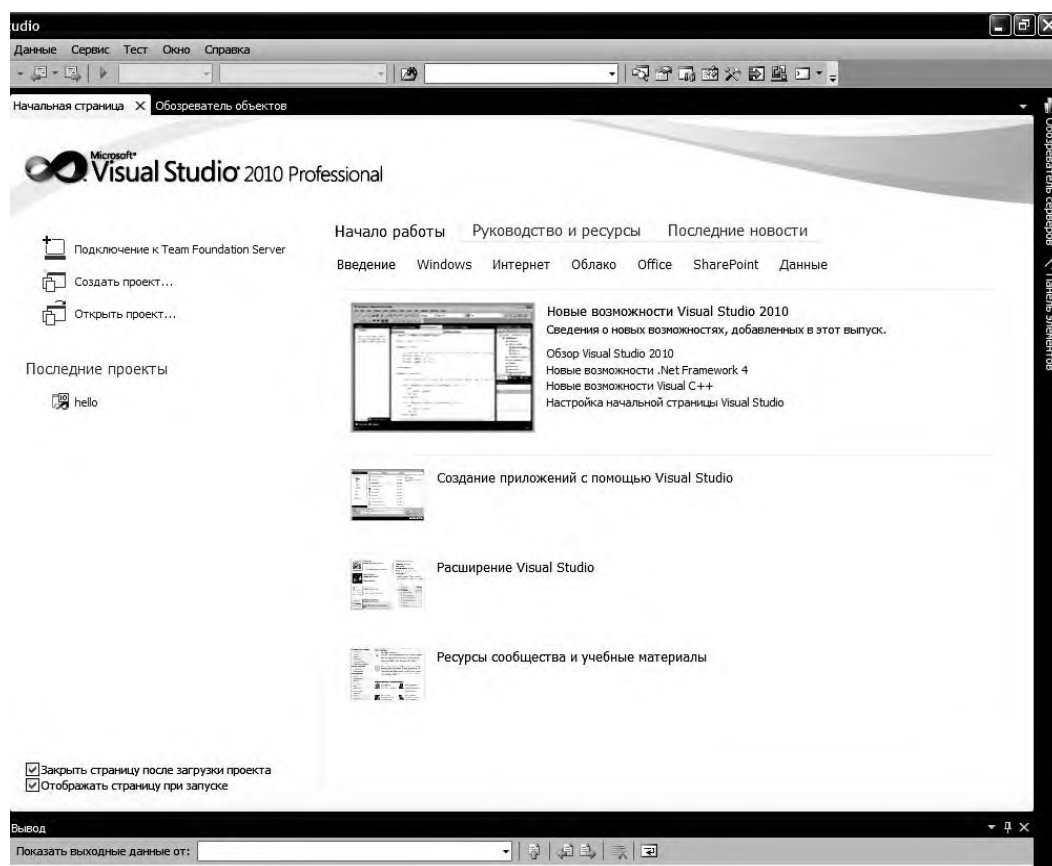 udio
Данные Сервис Тест Окно Справка
Начальная страница Обозреватель объектов
Microsoft
Visual Studio 2010 Professional
Подключение к Team Foundation Server
Создать проект...
Открыть проект...
Последние проекты
hello
Начало работы Руководство и ресурсы Последние новости
Введение Windows Интернет Облако Office SharePoint Данные
Новые возможности Visual Studio 2010
Сведения о новых возможностях, добавленных в этот выпуск.
Обзор Visual Studio 2010
Новые возможности .Net Framework 4
Новые возможности Visual C++
Настройка начальной страницы Visual Studio
Создание приложений с помощью Visual Studio
Расширение Visual Studio
Ресурсы сообщества и учебные материалы
Закрыть страницу после загрузки проекта
Отображать страницу при запуске
Обозреватель серверов
Панель элементов
Вывод
Показать выходные данные от: